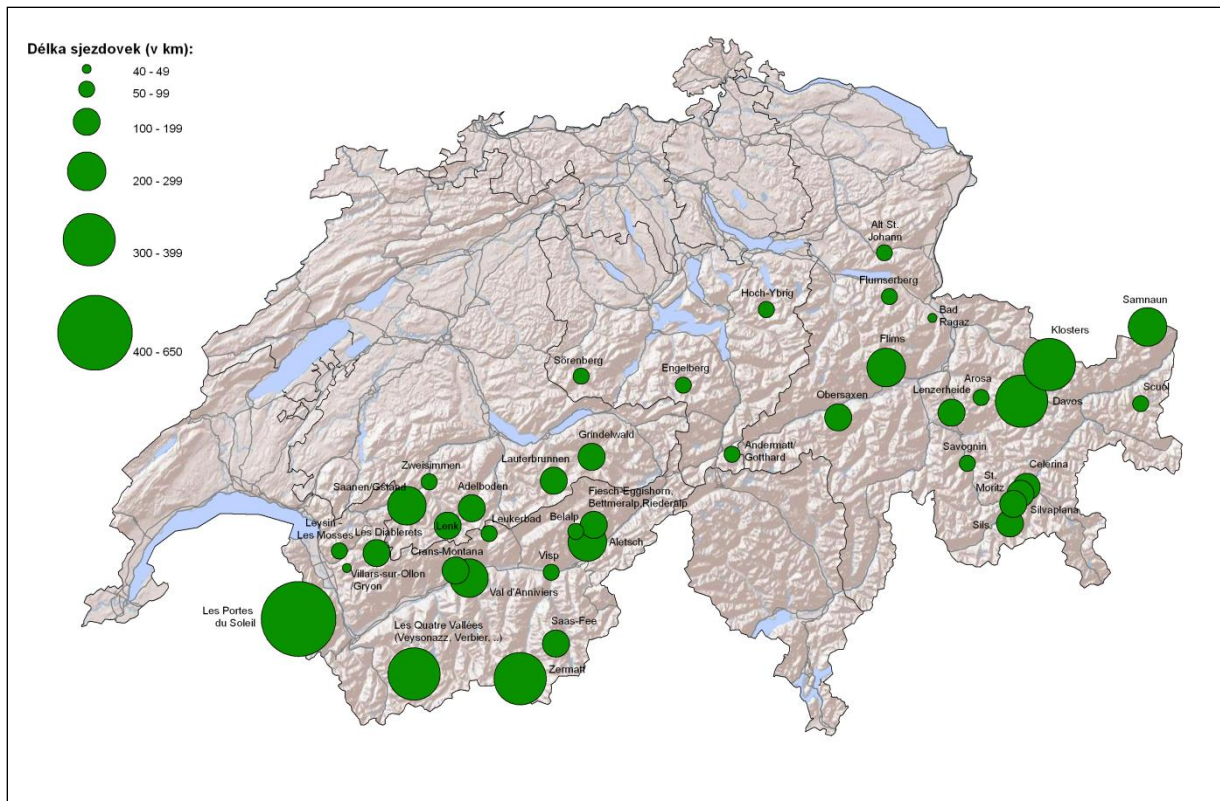 Délka sjezdovek (v km):
40 - 49
50 - 99
100 - 199
200 - 299
300 - 399
400 - 650
Alt St.
Johann
Flumserberg
Hoch-Ybrig
Bad
Ragaz
Samnaun
Klosters
Flims
Sörenberg
Engelberg
Obersaxen
Lenzerheide
Arosa
Davos
Scuol
Andermatt/
Gotthard
Savognin
Celerina
St.
Moritz
Silvaplana
Sils
Grindelwald
Lauterbrunnen
Zweisimmen
Saanen/Gstaad
Adelboden
Fiesch-Eggishorn,
Bettmeralp,Riederalp
Leysin -
Les Mosses
Les Diablerets
Lenk
Leukerbad
Belalp
Aletsch
Crans-Montana
Visp
Villars-sur-Ollon
Gryon
Val d'Anniviers
Les Portes
du Soleil
Les Quatre Vallées
(Veysonazz, Verbier, ..)
Saas-Fee
Zermatt